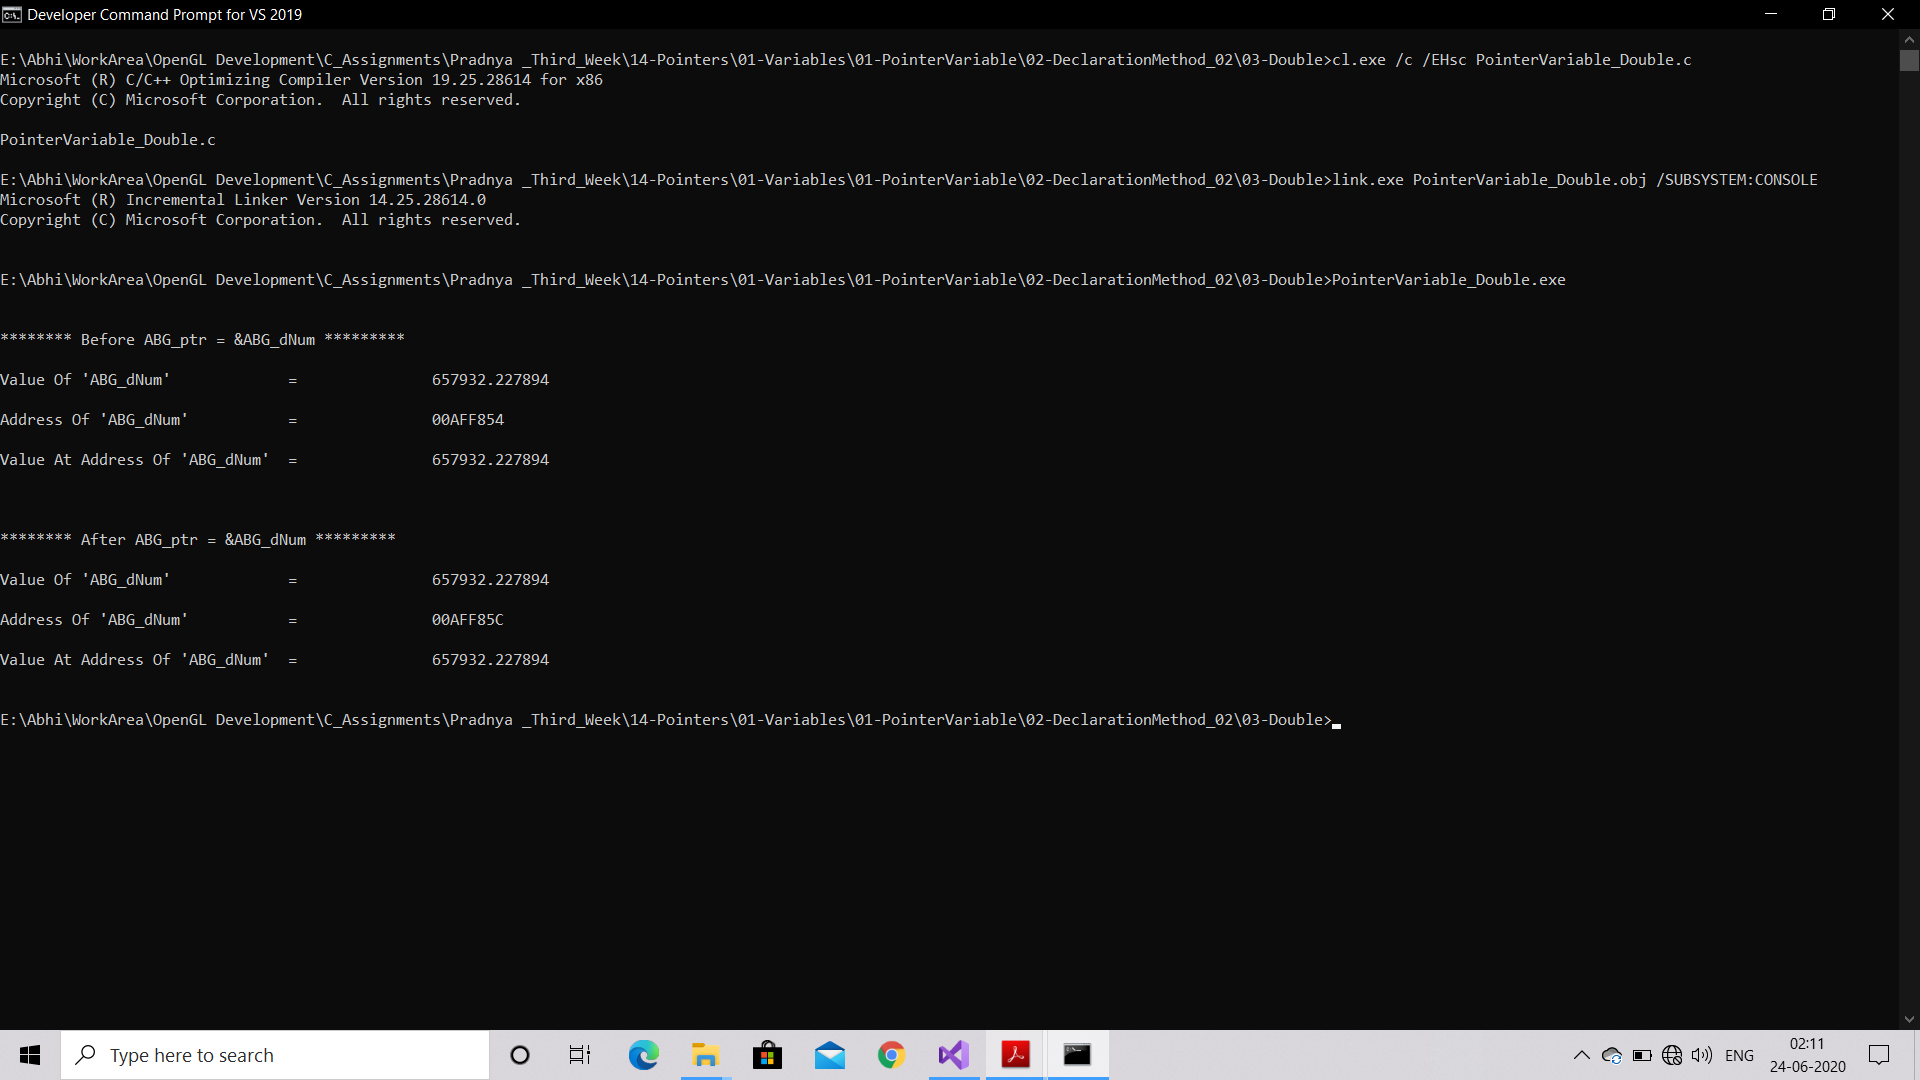 Developer Command Prompt for VS 2019
E:\Abhi\WorkArea\OpenGL Development\C_Assignments\Pradnya _Third_Week\14-Pointers\01-Variables\01-PointerVariable\02-DeclarationMethod_02\03-Double>cl.exe /c /EHsc PointerVariable_Double.c
Microsoft (R) C/C++ Optimizing Compiler Version 19.25.28614 for x86
Copyright (C) Microsoft Corporation.  All rights reserved.
PointerVariable_Double.c
E:\Abhi\WorkArea\OpenGL Development\C_Assignments\Pradnya _Third_Week\14-Pointers\01-Variables\01-PointerVariable\02-DeclarationMethod_02\03-Double>link.exe PointerVariable_Double.obj /SUBSYSTEM:CONSOLE
Microsoft (R) Incremental Linker Version 14.25.28614.0
Copyright (C) Microsoft Corporation.  All rights reserved.
E:\Abhi\WorkArea\OpenGL Development\C_Assignments\Pradnya _Third_Week\14-Pointers\01-Variables\01-PointerVariable\02-DeclarationMethod_02\03-Double>PointerVariable_Double.exe
******** Before ABG_ptr = &ABG_dNum *********
Value Of 'ABG_dNum'             =               657932.227894
Address Of 'ABG_dNum'           =               00AFF854
Value At Address Of 'ABG_dNum'  =               657932.227894
******** After ABG_ptr = &ABG_dNum *********
Value Of 'ABG_dNum'             =               657932.227894
Address Of 'ABG_dNum'           =               00AFF85C
Value At Address Of 'ABG_dNum'  =               657932.227894
E:\Abhi\WorkArea\OpenGL Development\C_Assignments\Pradnya _Third_Week\14-Pointers\01-Variables\01-PointerVariable\02-DeclarationMethod_02\03-Double>
Type here to search
ENG
02:11
24-06-2020